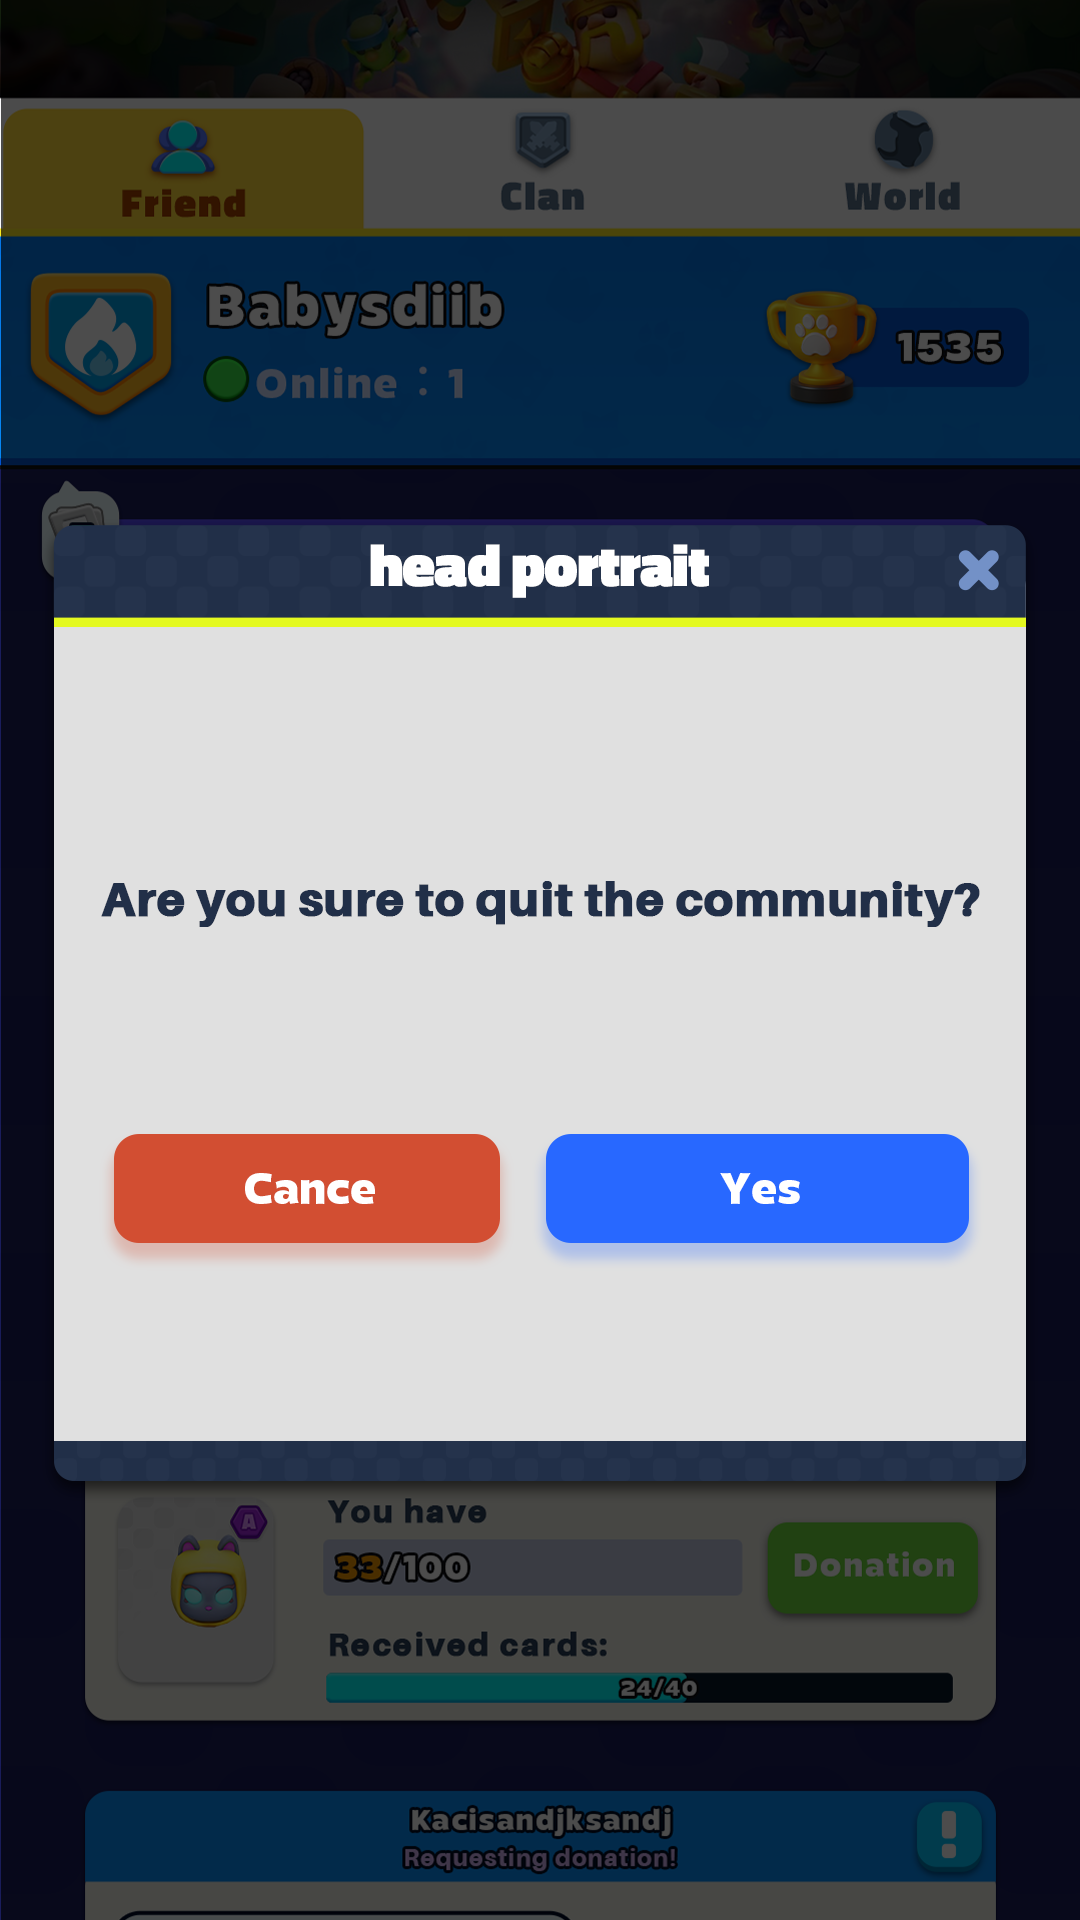 Friend
Clan
World
Babysdiib
Online : 1
1535
head portrait
Are you sure to quit the community?
Cance
Yes
You have
A
33/100
Donation
Received cards:
24/40
Kacisandjksandj
Requesting donation!
!